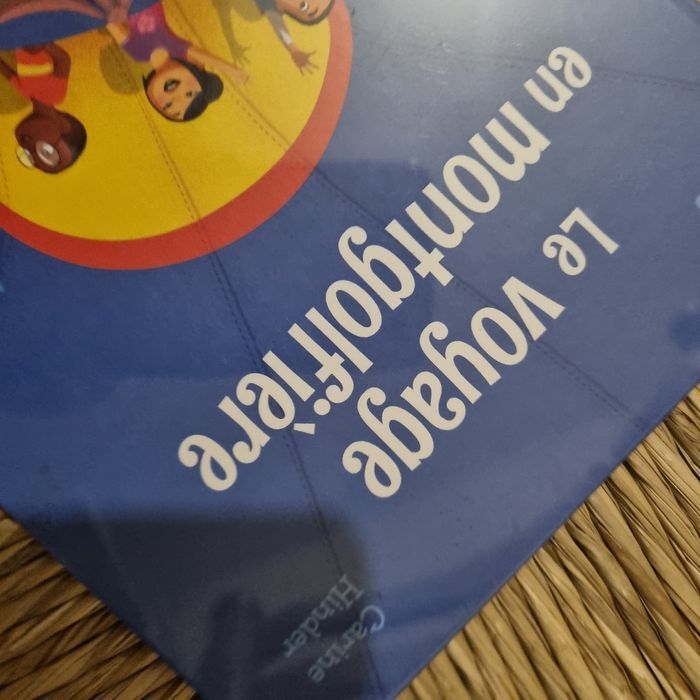 Carine
Hinder
Le voyage
en montgolfière